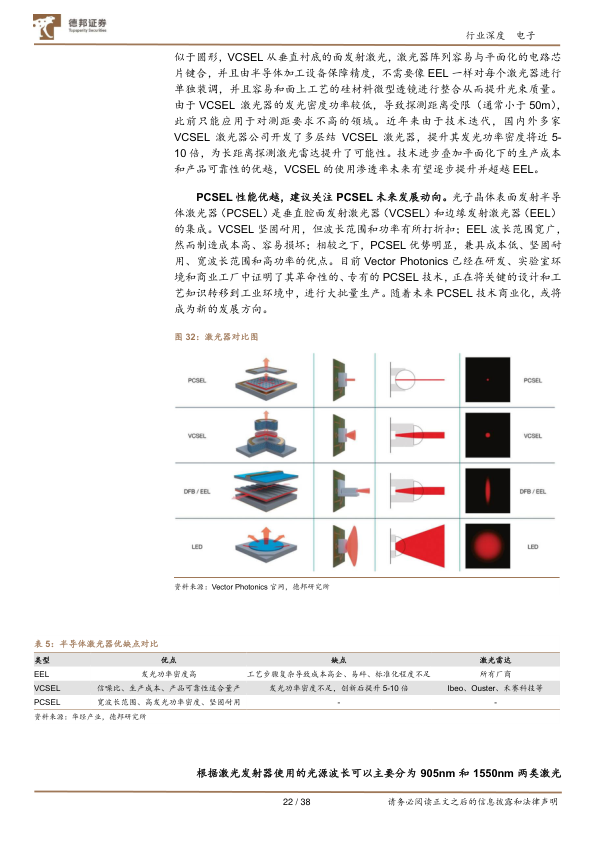 德邦证券
Topsperity Securities
行业深度 电子
似于圆形，VCSEL 从垂直衬底的面发射激光，激光器阵列容易与平面化的电路芯
片键合，并且由半导体加工设备保障精度，不需要像 EEL 一样对每个激光器进行
单独装调，并且容易和面上工艺的硅材料微型透镜进行整合从而提升光束质量。
由于 VCSEL 激光器的发光密度功率较低，导致探测距离受限（通常小于 50m），
此前只能应用于对测距要求不高的领域。近年来由于技术迭代，国内外多家
VCSEL 激光器公司开发了多层结 VCSEL 激光器，提升其发光功率密度将近 5-
10 倍，为长距离探测激光雷达提升了可能性。技术进步叠加平面化下的生产成本
和产品可靠性的优越，VCSEL 的使用渗透率未来有望逐步提升并超越 EEL。
PCSEL 性能优越，建议关注 PCSEL 未来发展动向。光子晶体表面发射半导
体激光器（PCSEL）是垂直腔面发射激光器（VCSEL）和边缘发射激光器（EEL）
的集成。VCSEL 坚固耐用，但波长范围和功率有所打折扣；EEL 波长范围宽广，
然而制造成本高、容易损坏；相较之下，PCSEL 优势明显，兼具成本低、坚固耐
用、宽波长范围和高功率的优点。目前 Vector Photonics 已经在研发、实验室环
境和商业工厂中证明了其革命性的、专有的 PCSEL 技术，正在将关键的设计和工
艺知识转移到工业环境中，进行大批量生产。随着未来 PCSEL 技术商业化，或将
成为新的发展方向。
图 32：激光器对比图
PCSEL PCSEL
VCSEL VCSEL
DFB / EEL DFB / EEL
LED LED
资料来源：Vector Photonics 官网，德邦研究所
表 5：半导体激光器优缺点对比
类型 优点 缺点 激光雷达
EEL 发光功率密度高 工艺步骤复杂导致成本高企、易碎、标准化程度不足 所有厂商
VCSEL 信噪比、生产成本、产品可靠性适合量产 发光功率密度不足，创新后提升 5-10 倍 Ibeo、Ouster、禾赛科技等
PCSEL 宽波长范围、高发光功率密度、坚固耐用 - -
资料来源：华经产业，德邦研究所
根据激光发射器使用的光源波长可以主要分为 905nm 和 1550nm 两类激光
22 / 38
请务必阅读正文之后的信息披露和法律声明